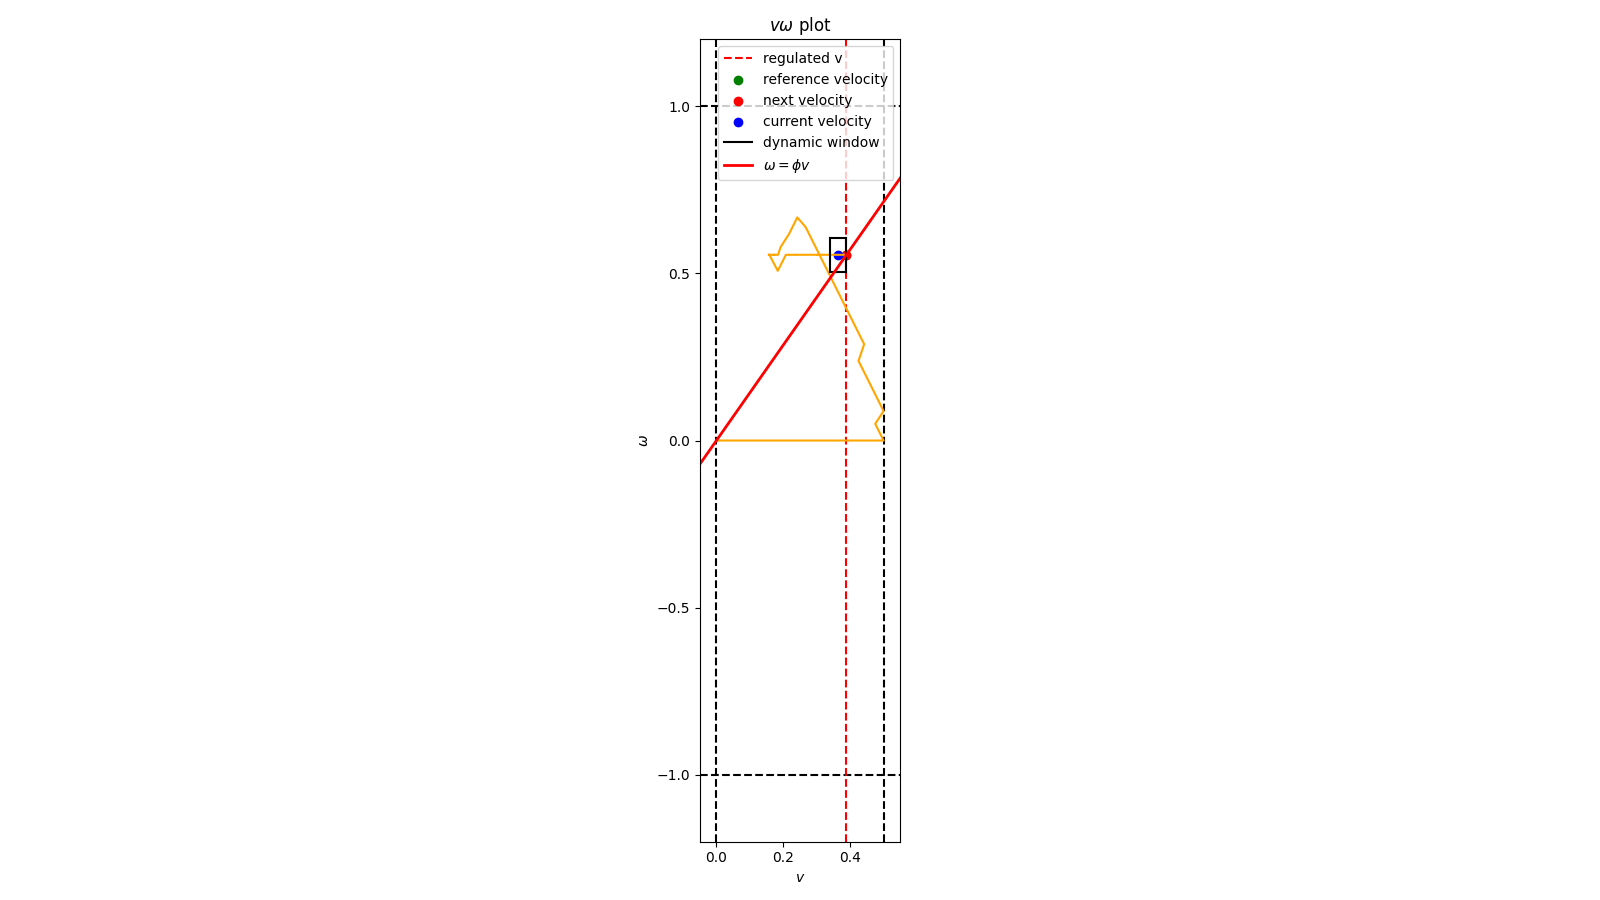 vω plot
regulated v
reference velocity
next velocity
current velocity
dynamic window
ω = ϕv
1.0
0.5
0.0
−0.5
−1.0
ω
0.0 0.2 0.4
v